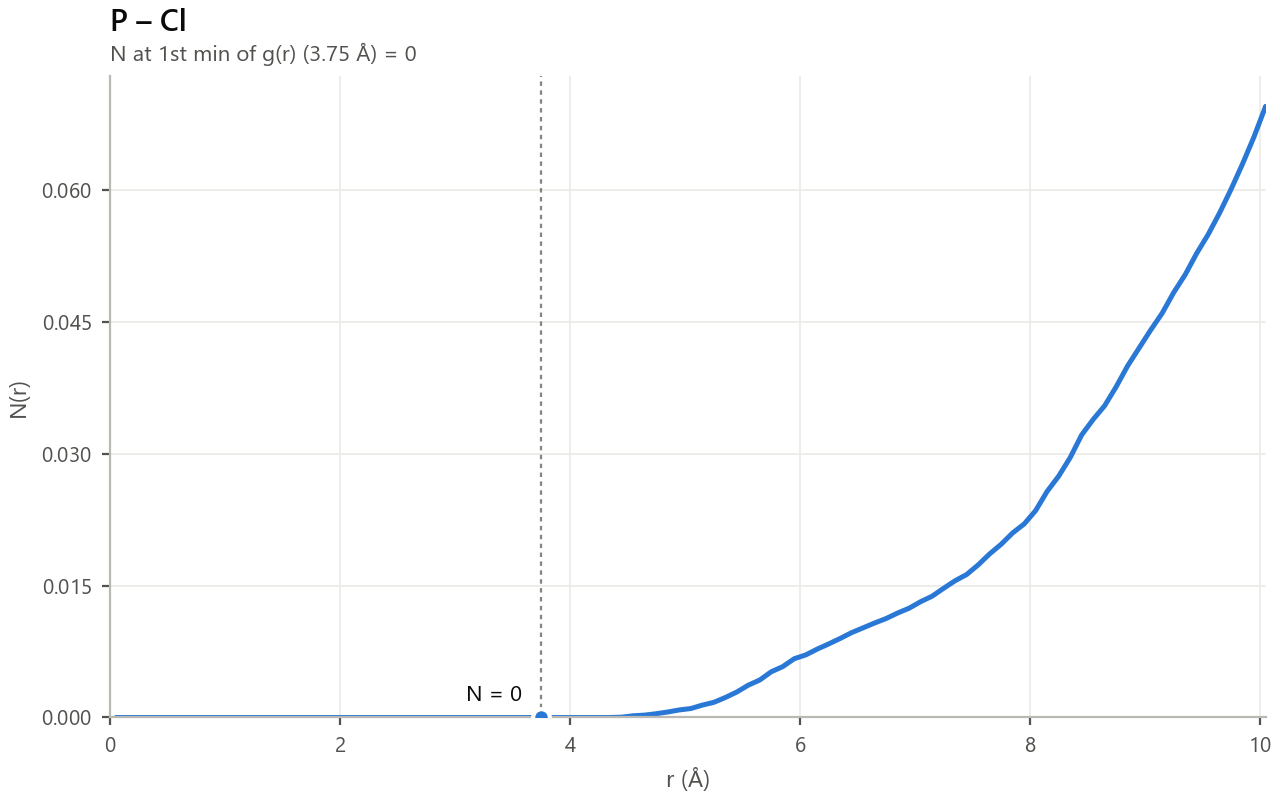 P – Cl
N at 1st min of g(r) (3.75 Å) = 0
0.060
0.045
0.030
0.015
0.000
N(r)
N = 0
0 2 4 6 8 10
r (Å)